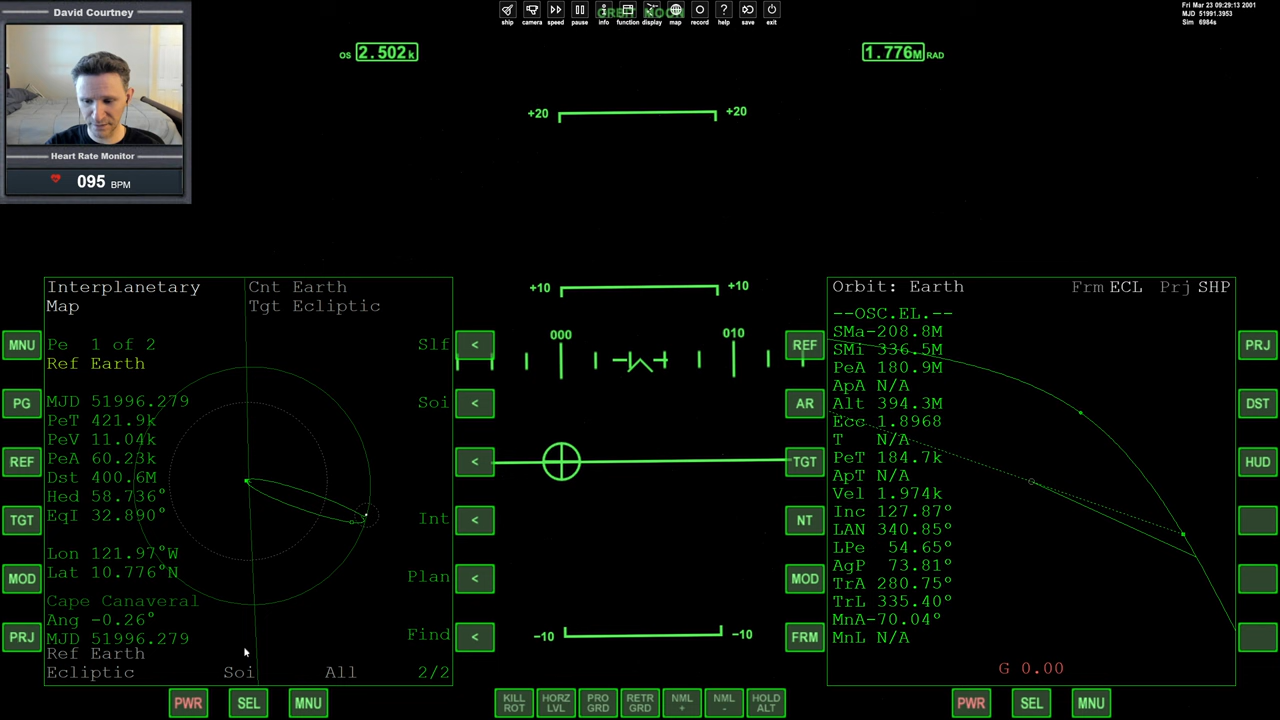 David Courtney
Heart Rate Monitor
095 BPM
ORBIT MOON
ship
camera
speed
pause
info
function
display
map
record
help
save
exit
Fri Mar 23 09:29:13 2001
MJD 51991.3953
Sim 6984s
OS 2.502k
1.776M RAD
+20 +20
+10 +10
000 010
-10 -10
Interplanetary
Map
Cnt Earth
Tgt Ecliptic
Pe 1 of 2
Ref Earth
MJD 51996.279
PeT 421.9k
PeV 11.04k
PeA 60.23k
Dst 400.6M
Hed 58.736°
EqI 32.890°
Lon 121.97°W
Lat 10.776°N
Cape Canaveral
Ang -0.26°
MJD 51996.279
Ref Earth
Ecliptic Soi All 2/2
Slf
Soi
Int
Plan
Find
MNU
PG
REF
TGT
MOD
PRJ
<
<
<
<
<
<
PWR SEL MNU
Orbit: Earth Frm ECL Prj SHP
--OSC.EL.--
SMa-208.8M
SMi 336.5M
PeA 180.9M
ApA N/A
Alt 394.3M
Ecc 1.8968
T N/A
PeT 184.7k
ApT N/A
Vel 1.974k
Inc 127.87°
LAN 340.85°
LPe 54.65°
AgP 73.81°
TrA 280.75°
TrL 335.40°
MnA-70.04°
MnL N/A
G 0.00
REF
AR
TGT
NT
MOD
FRM
PRJ
DST
HUD
PWR SEL MNU
KILL ROT
HORZ LVL
PRO GRD
RETR GRD
NML +
NML -
HOLD ALT